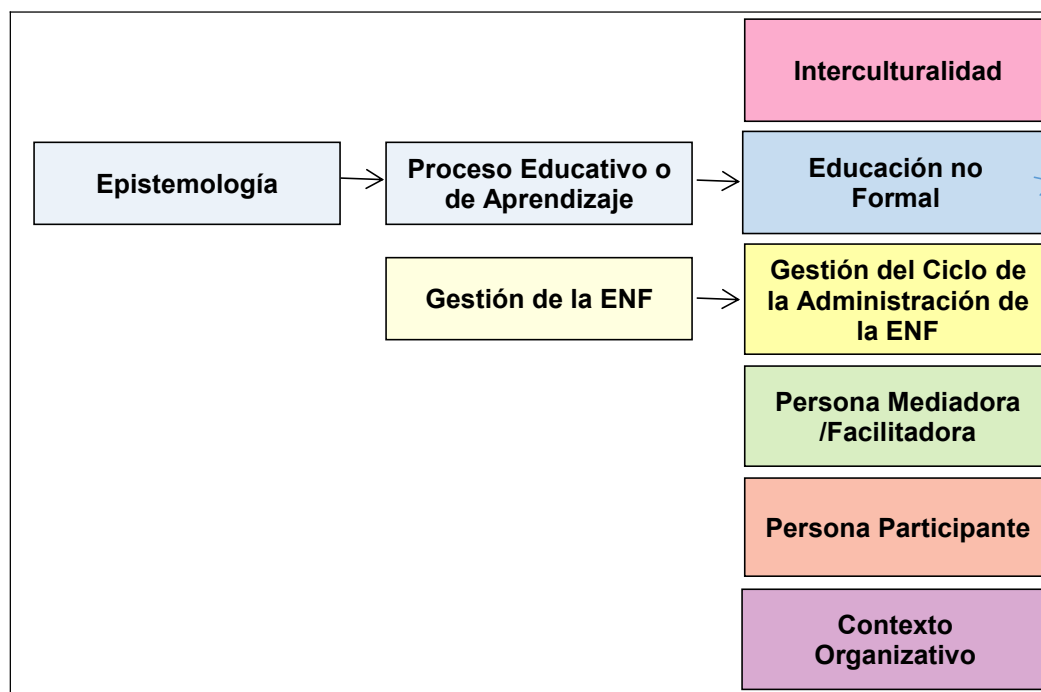 Interculturalidad
Epistemología
Proceso Educativo o
de Aprendizaje
Educación no
Formal
Gestión de la ENF
Gestión del Ciclo de
la Administración de
la ENF
Persona Mediadora
/Facilitadora
Persona Participante
Contexto
Organizativo